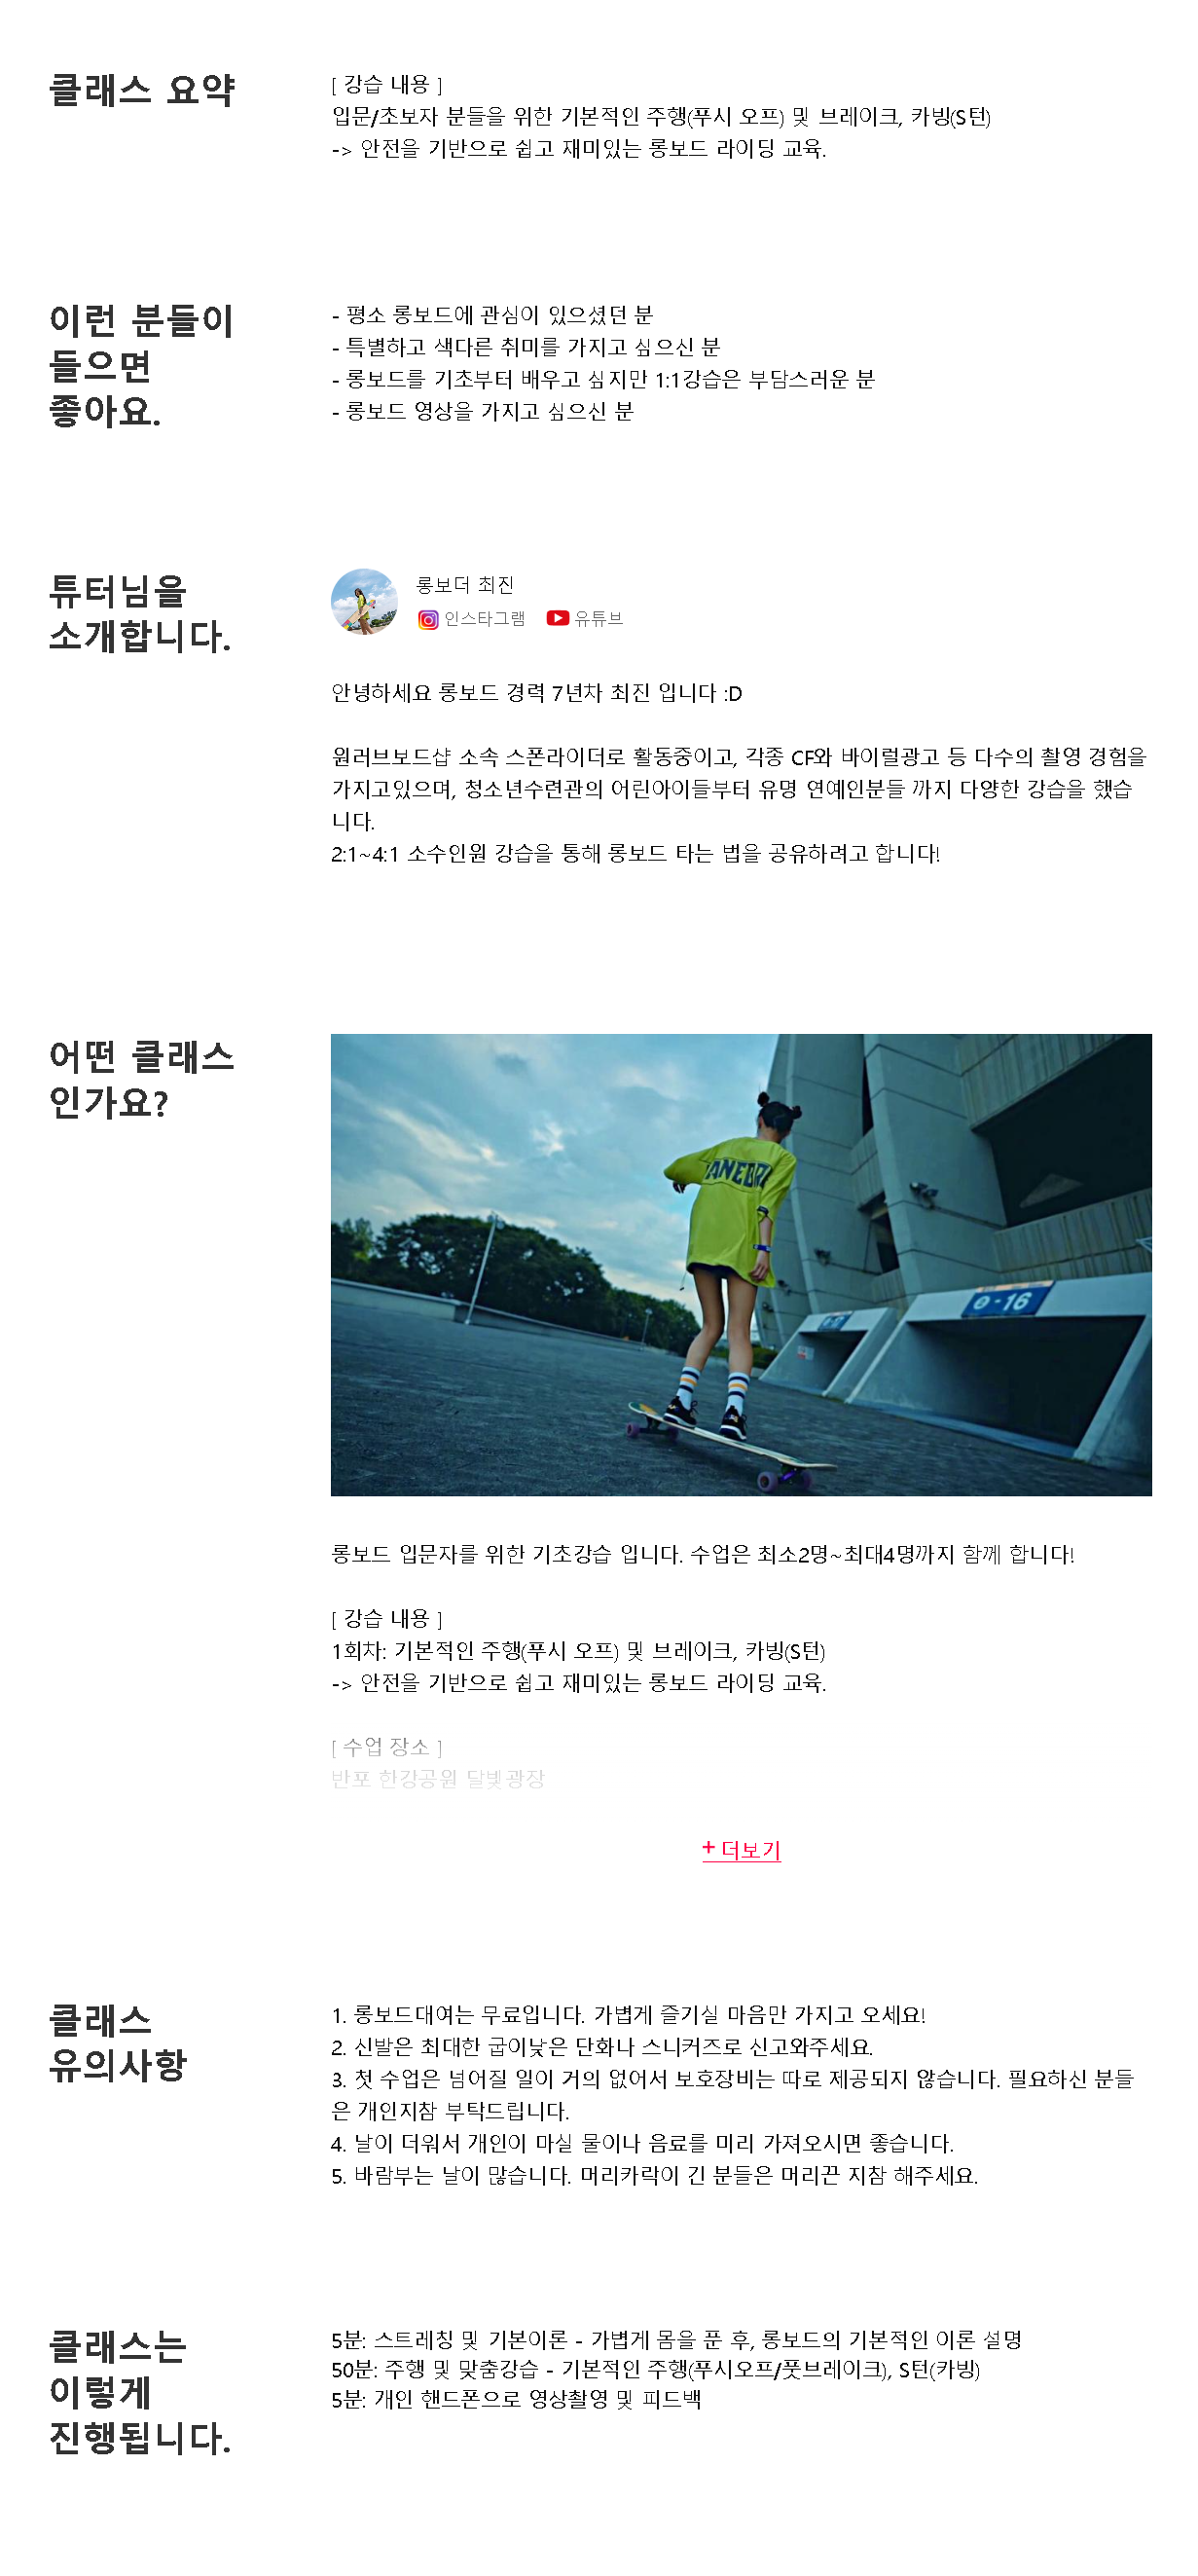 클래스 요약
[ 강습 내용 ]
입문/초보자 분들을 위한 기본적인 주행(푸시 오프) 및 브레이크, 카빙(S턴)
-> 안전을 기반으로 쉽고 재미있는 롱보드 라이딩 교육.
이런 분들이
들으면
좋아요.
- 평소 롱보드에 관심이 있으셨던 분
- 특별하고 색다른 취미를 가지고 싶으신 분
- 롱보드를 기초부터 배우고 싶지만 1:1강습은 부담스러운 분
- 롱보드 영상을 가지고 싶으신 분
튜터님을
소개합니다.
롱보더 최진
인스타그램 유튜브
안녕하세요 롱보드 경력 7년차 최진 입니다 :D
원러브보드샵 소속 스폰라이더로 활동중이고, 각종 CF와 바이럴광고 등 다수의 촬영 경험을
가지고있으며, 청소년수련관의 어린아이들부터 유명 연예인분들 까지 다양한 강습을 했습
니다.
2:1~4:1 소수인원 강습을 통해 롱보드 타는 법을 공유하려고 합니다!
어떤 클래스
인가요?
-16
롱보드 입문자를 위한 기초강습 입니다. 수업은 최소2명~최대4명까지 함께 합니다!
[ 강습 내용 ]
1회차: 기본적인 주행(푸시 오프) 및 브레이크, 카빙(S턴)
-> 안전을 기반으로 쉽고 재미있는 롱보드 라이딩 교육.
[ 수업 장소 ]
반포 한강공원 달빛광장
+ 더보기
클래스
유의사항
1. 롱보드대여는 무료입니다. 가볍게 즐기실 마음만 가지고 오세요!
2. 신발은 최대한 굽이낮은 단화나 스니커즈로 신고와주세요.
3. 첫 수업은 넘어질 일이 거의 없어서 보호장비는 따로 제공되지 않습니다. 필요하신 분들
은 개인지참 부탁드립니다.
4. 날이 더워서 개인이 마실 물이나 음료를 미리 가져오시면 좋습니다.
5. 바람부는 날이 많습니다. 머리카락이 긴 분들은 머리끈 지참 해주세요.
클래스는
이렇게
진행됩니다.
5분: 스트레칭 및 기본이론 - 가볍게 몸을 푼 후, 롱보드의 기본적인 이론 설명
50분: 주행 및 맞춤강습 - 기본적인 주행(푸시오프/풋브레이크), S턴(카빙)
5분: 개인 핸드폰으로 영상촬영 및 피드백